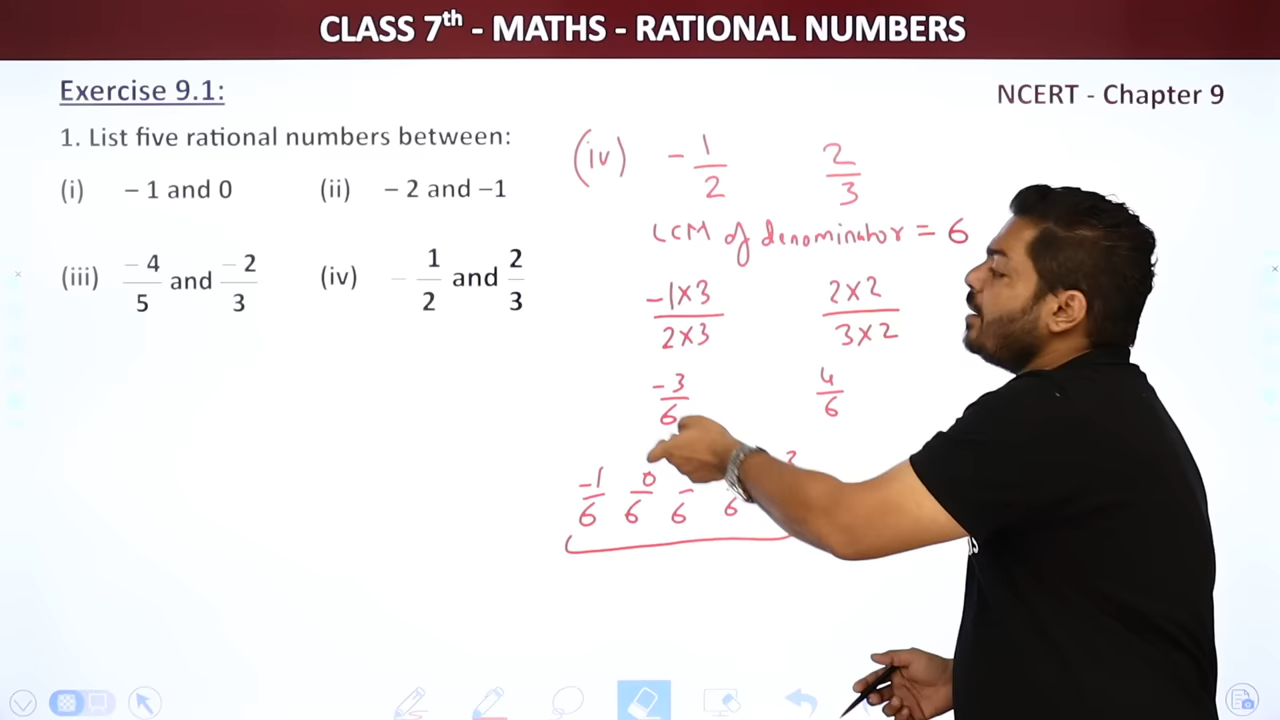 CLASS 7th - MATHS - RATIONAL NUMBERS
Exercise 9.1:
NCERT - Chapter 9
1. List five rational numbers between:
(i) – 1 and 0 (ii) – 2 and –1
(iii) – 4/5 and – 2/3 (iv) – 1/2 and 2/3
(iv) - 1/2 2/3
LCM of denominator = 6
-1×3/2×3 2×2/3×2
-3/6 4/6
-1/6 0/6